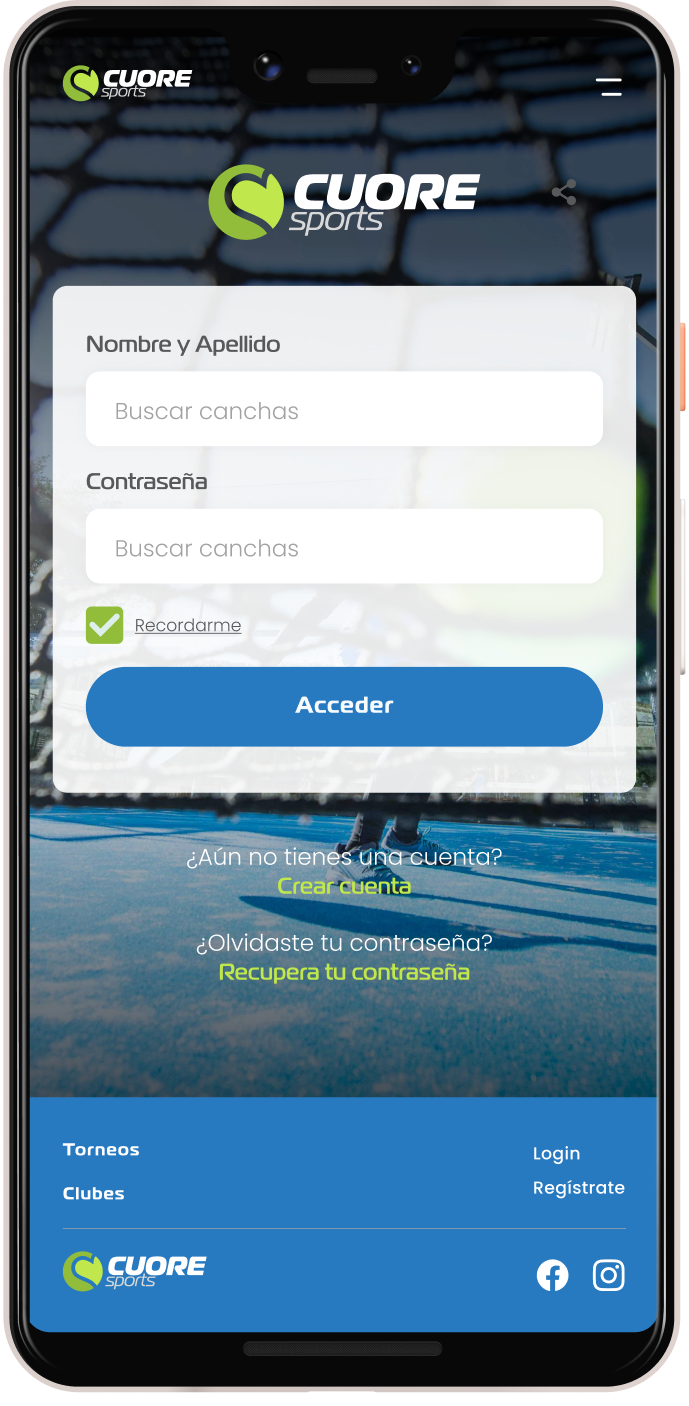 CUORE
sports
CUORE
sports
Nombre y Apellido
Buscar canchas
Contraseña
Buscar canchas
Recordarme
Acceder
¿Aún no tienes una cuenta?
Crear cuenta
¿Olvidaste tu contraseña?
Recupera tu contraseña
Torneos
Login
Clubes
Regístrate
CUORE
sports